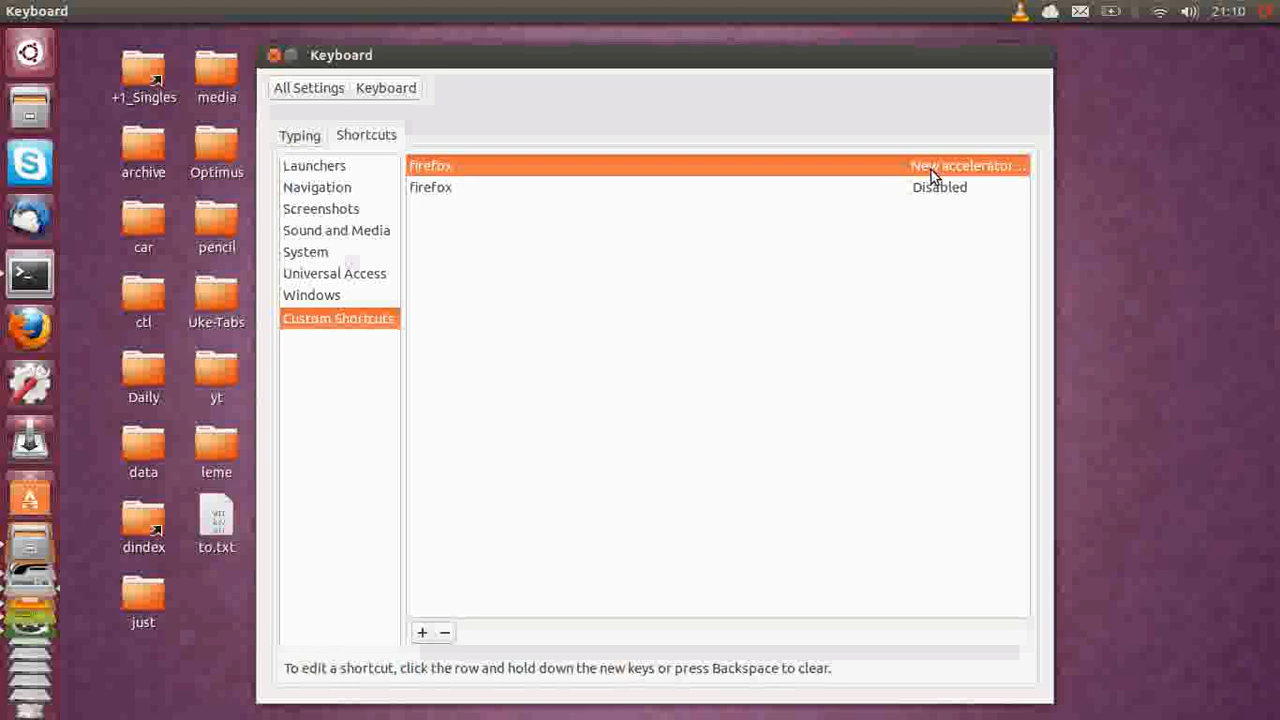 Keyboard
21:10
+1_Singles
media
archive
Optimus
car
pencil
ctl
Uke-Tabs
Daily
yt
data
leme
dindex
to.txt
just
Keyboard
All Settings Keyboard
Typing Shortcuts
Launchers
Navigation
Screenshots
Sound and Media
System
Universal Access
Windows
Custom Shortcuts
firefox New accelerator...
firefox Disabled
+ −
To edit a shortcut, click the row and hold down the new keys or press Backspace to clear.